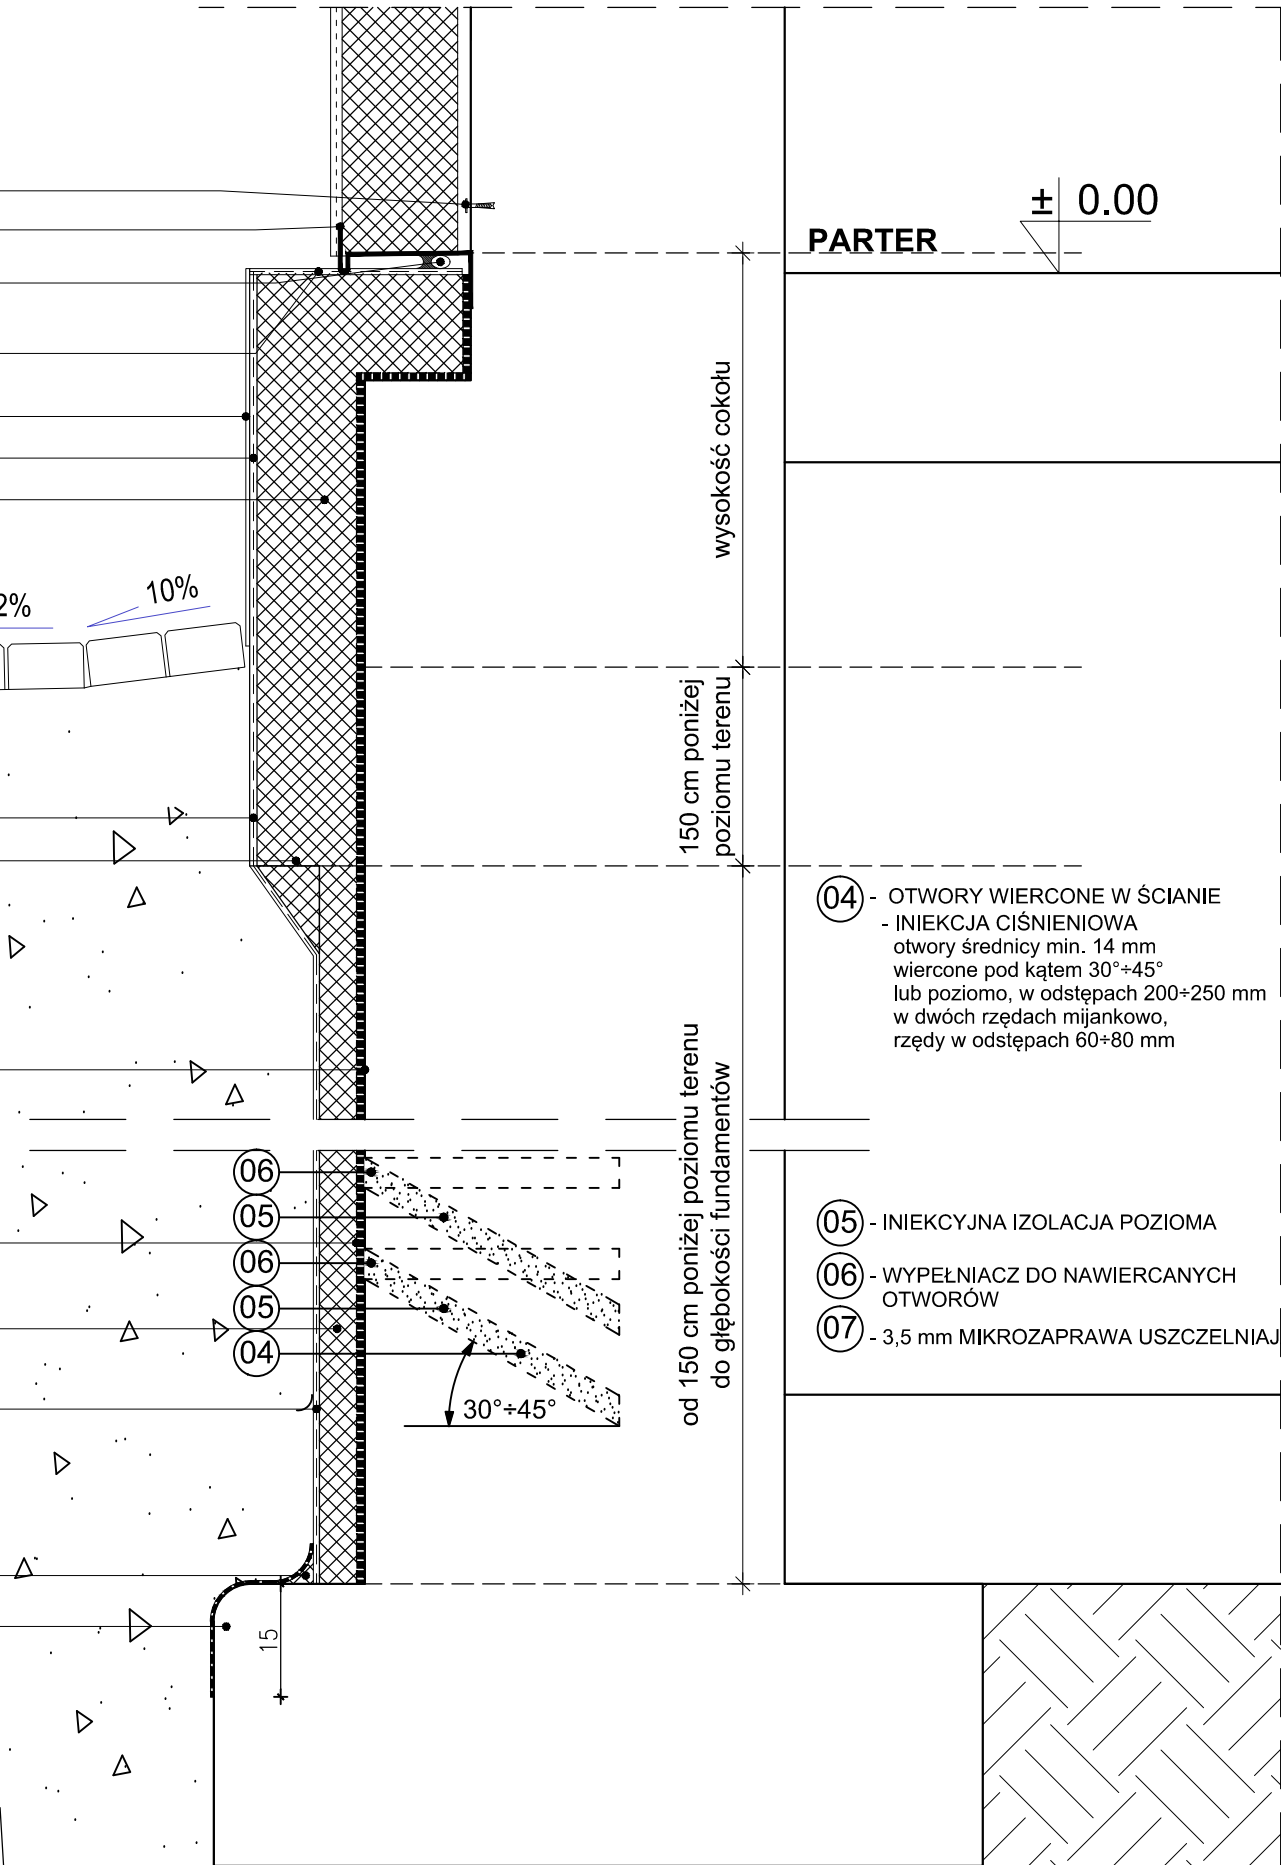 ± 0.00
PARTER
wysokość cokołu
2%
10%
150 cm poniżej
poziomu terenu
04 - OTWORY WIERCONE W ŚCIANIE
- INIEKCJA CIŚNIENIOWA
otwory średnicy min. 14 mm
wiercone pod kątem 30°÷45°
lub poziomo, w odstępach 200÷250 mm
w dwóch rzędach mijankowo,
rzędy w odstępach 60÷80 mm
od 150 cm poniżej poziomu terenu
do głębokości fundamentów
06
05
06
05
04
30°÷45°
05 - INIEKCYJNA IZOLACJA POZIOMA
06 - WYPEŁNIACZ DO NAWIERCANYCH
OTWORÓW
07 - 3,5 mm MIKROZAPRAWA USZCZELNIAJ
15